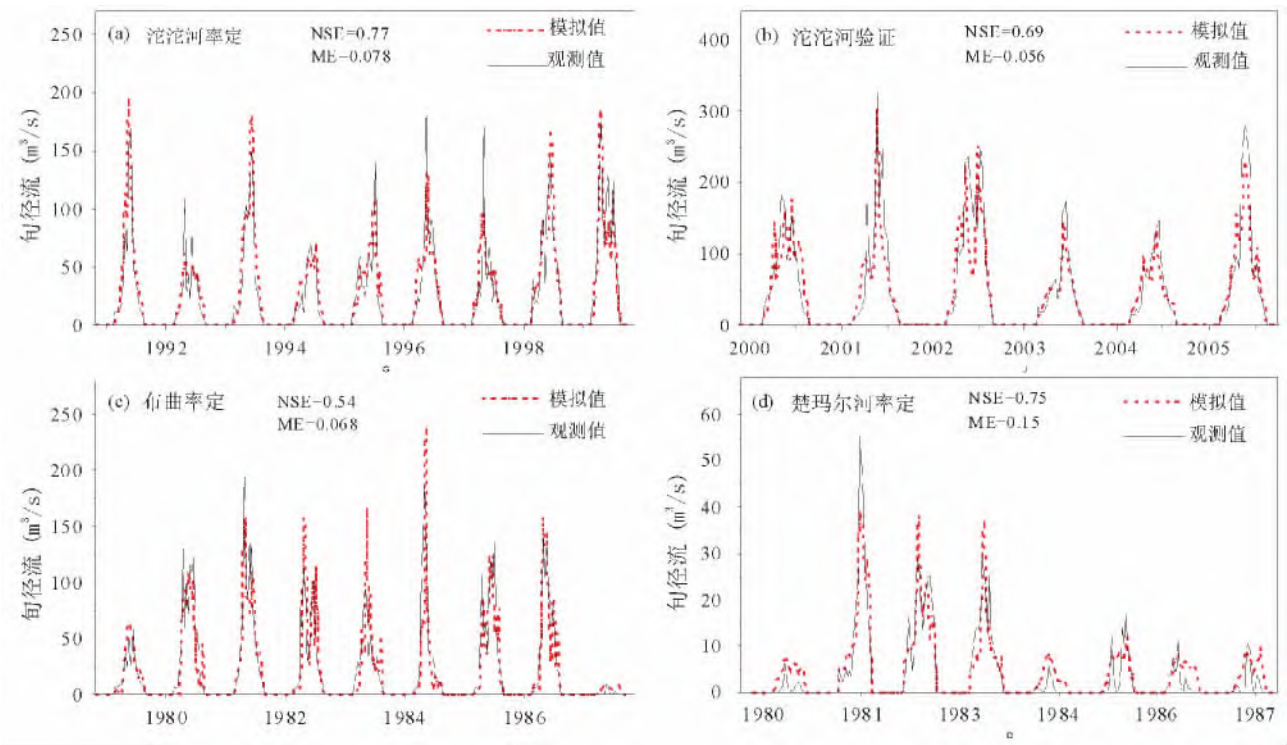 (a) 沱沱河率定
NSE=0.77
ME-0.078
模拟值
观测值
旬径流 (m³/s)
250
200
150
100
50
0
1992
1994
1996
1998
(b) 沱沱河验证
NSE=0.69
ME-0.056
模拟值
观测值
旬径流 (m³/s)
400
300
200
100
0
2000
2001
2002
2003
2004
2005
(c) 布曲率定
NSE-0.54
ME-0.068
模拟值
观测值
旬径流 (m³/s)
250
200
150
100
50
0
1980
1982
1984
1986
(d) 楚玛尔河率定
NSE-0.75
ME-0.15
模拟值
观测值
旬径流 (m³/s)
60
50
40
30
20
10
0
1980
1981
1983
1984
1986
1987